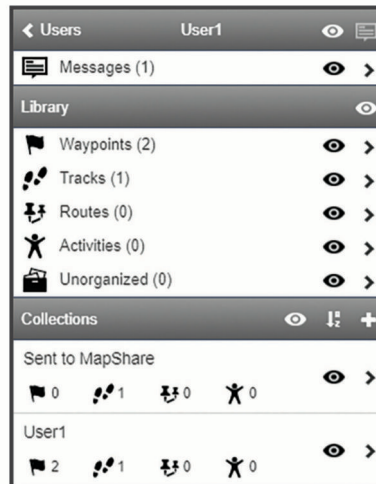 Users User1
Messages (1)
Library
Waypoints (2)
Tracks (1)
Routes (0)
Activities (0)
Unorganized (0)
Collections
Sent to MapShare
0 1 0 0
User1
2 1 0 0